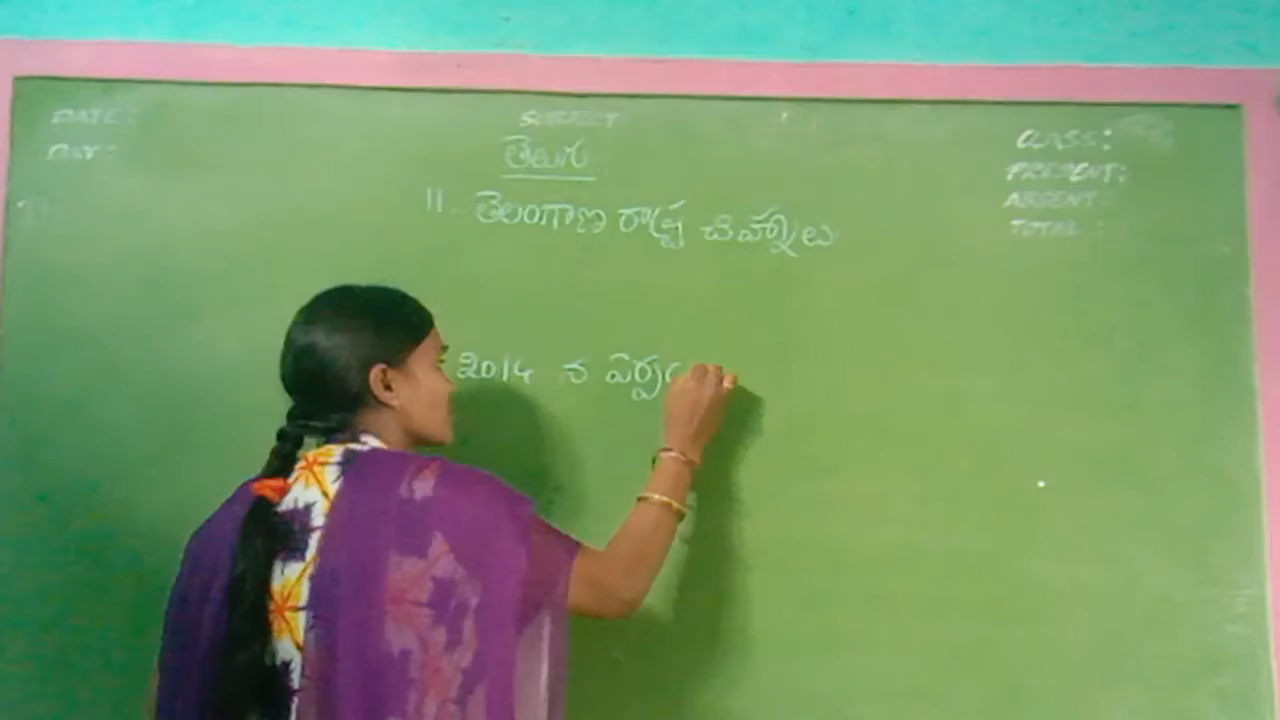 DATE:
DAY:
SUBJECT
తెలుగు
11. తెలంగాణ రాష్ట్ర చిహ్నాలు
CLASS:
PRESENT:
ABSENT:
TOTAL :
2014 న